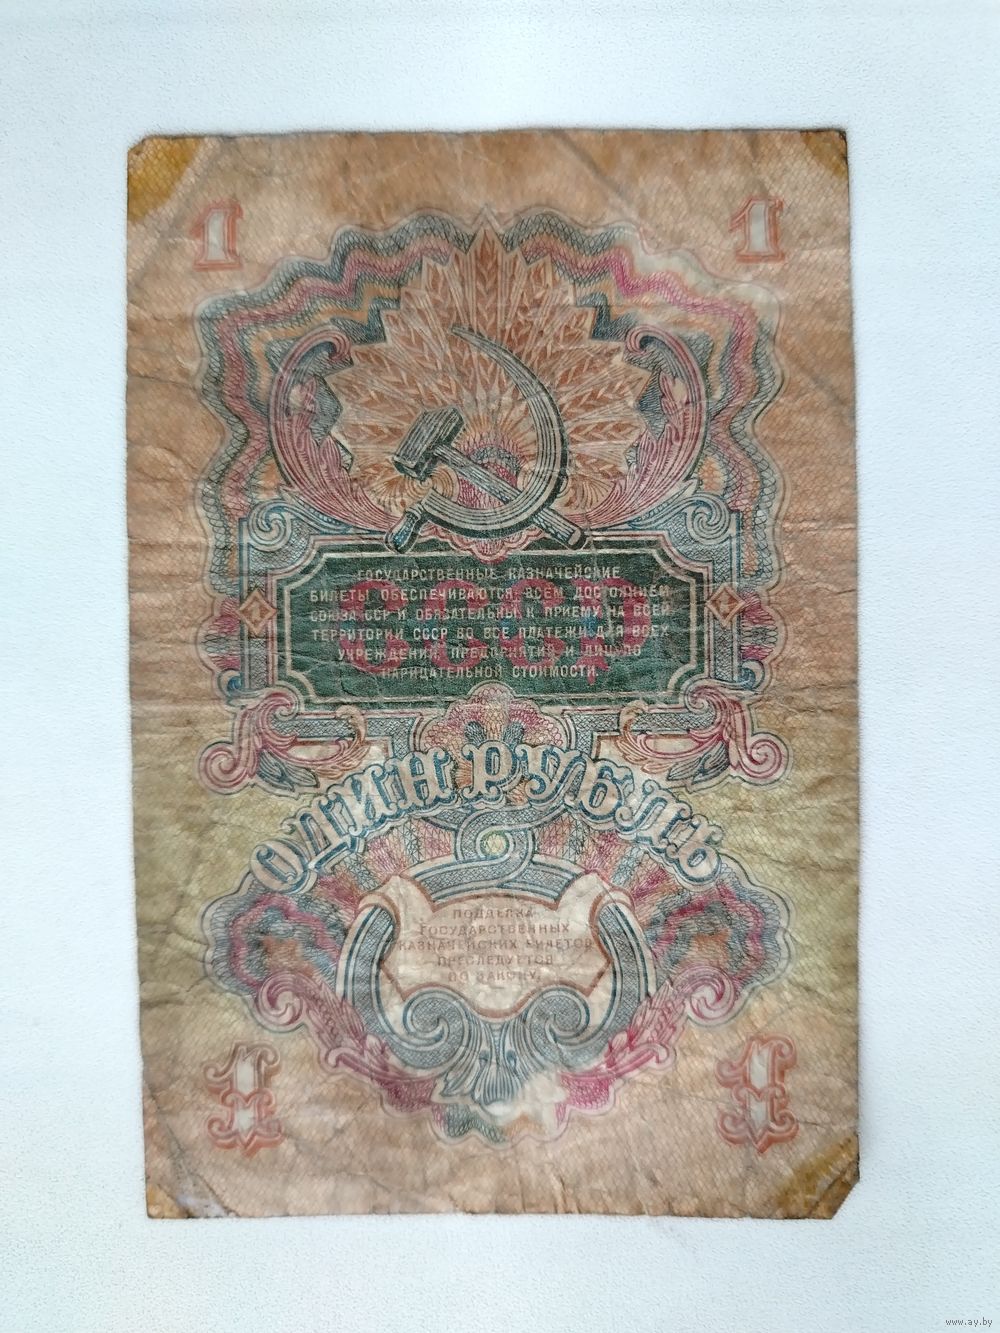 1 1
СССР
ГОСУДАРСТВЕННЫЕ КАЗНАЧЕЙСКИЕ
БИЛЕТЫ ОБЕСПЕЧИВАЮТСЯ ВСЕМ ДОСТОЯНИЕМ
СОЮЗА ССР И ОБЯЗАТЕЛЬНЫ К ПРИЕМУ НА ВСЕЙ
ТЕРРИТОРИИ СССР ВО ВСЕ ПЛАТЕЖИ ДЛЯ ВСЕХ
УЧРЕЖДЕНИЙ, ПРЕДПРИЯТИЙ И ЛИЦ ПО
НАРИЦАТЕЛЬНОЙ СТОИМОСТИ.
ОДИН РУБЛЬ
ПОДДЕЛКА
ГОСУДАРСТВЕННЫХ
КАЗНАЧЕЙСКИХ БИЛЕТОВ
ПРЕСЛЕДУЕТСЯ
ПО ЗАКОНУ.
1 1
www.ay.by